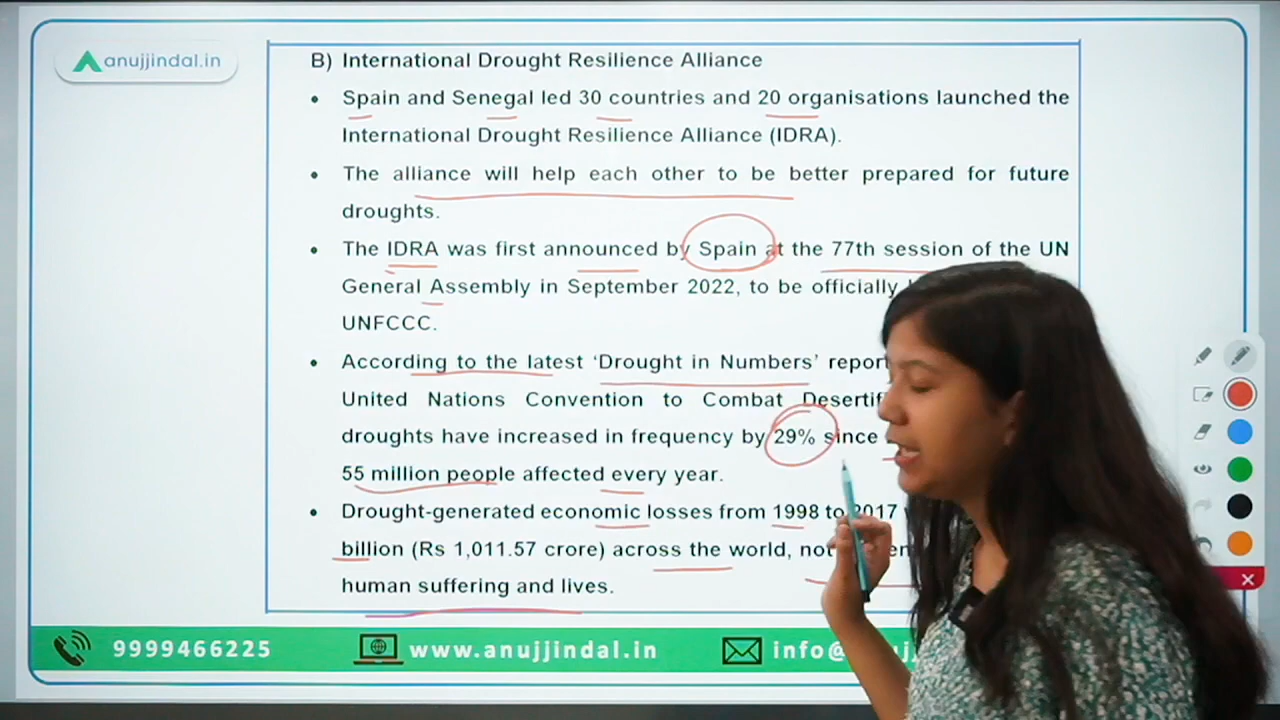 anujjindal.in
B) International Drought Resilience Alliance
• Spain and Senegal led 30 countries and 20 organisations launched the
International Drought Resilience Alliance (IDRA).
• The alliance will help each other to be better prepared for future
droughts.
• The IDRA was first announced by Spain at the 77th session of the UN
General Assembly in September 2022, to be officially
UNFCCC.
• According to the latest ‘Drought in Numbers’ report
United Nations Convention to Combat
droughts have increased in frequency by 29% since
55 million people affected every year.
• Drought-generated economic losses from 1998 to 2017
billion (Rs 1,011.57 crore) across the world, not
human suffering and lives.
9999466225
www.anujjindal.in
info@